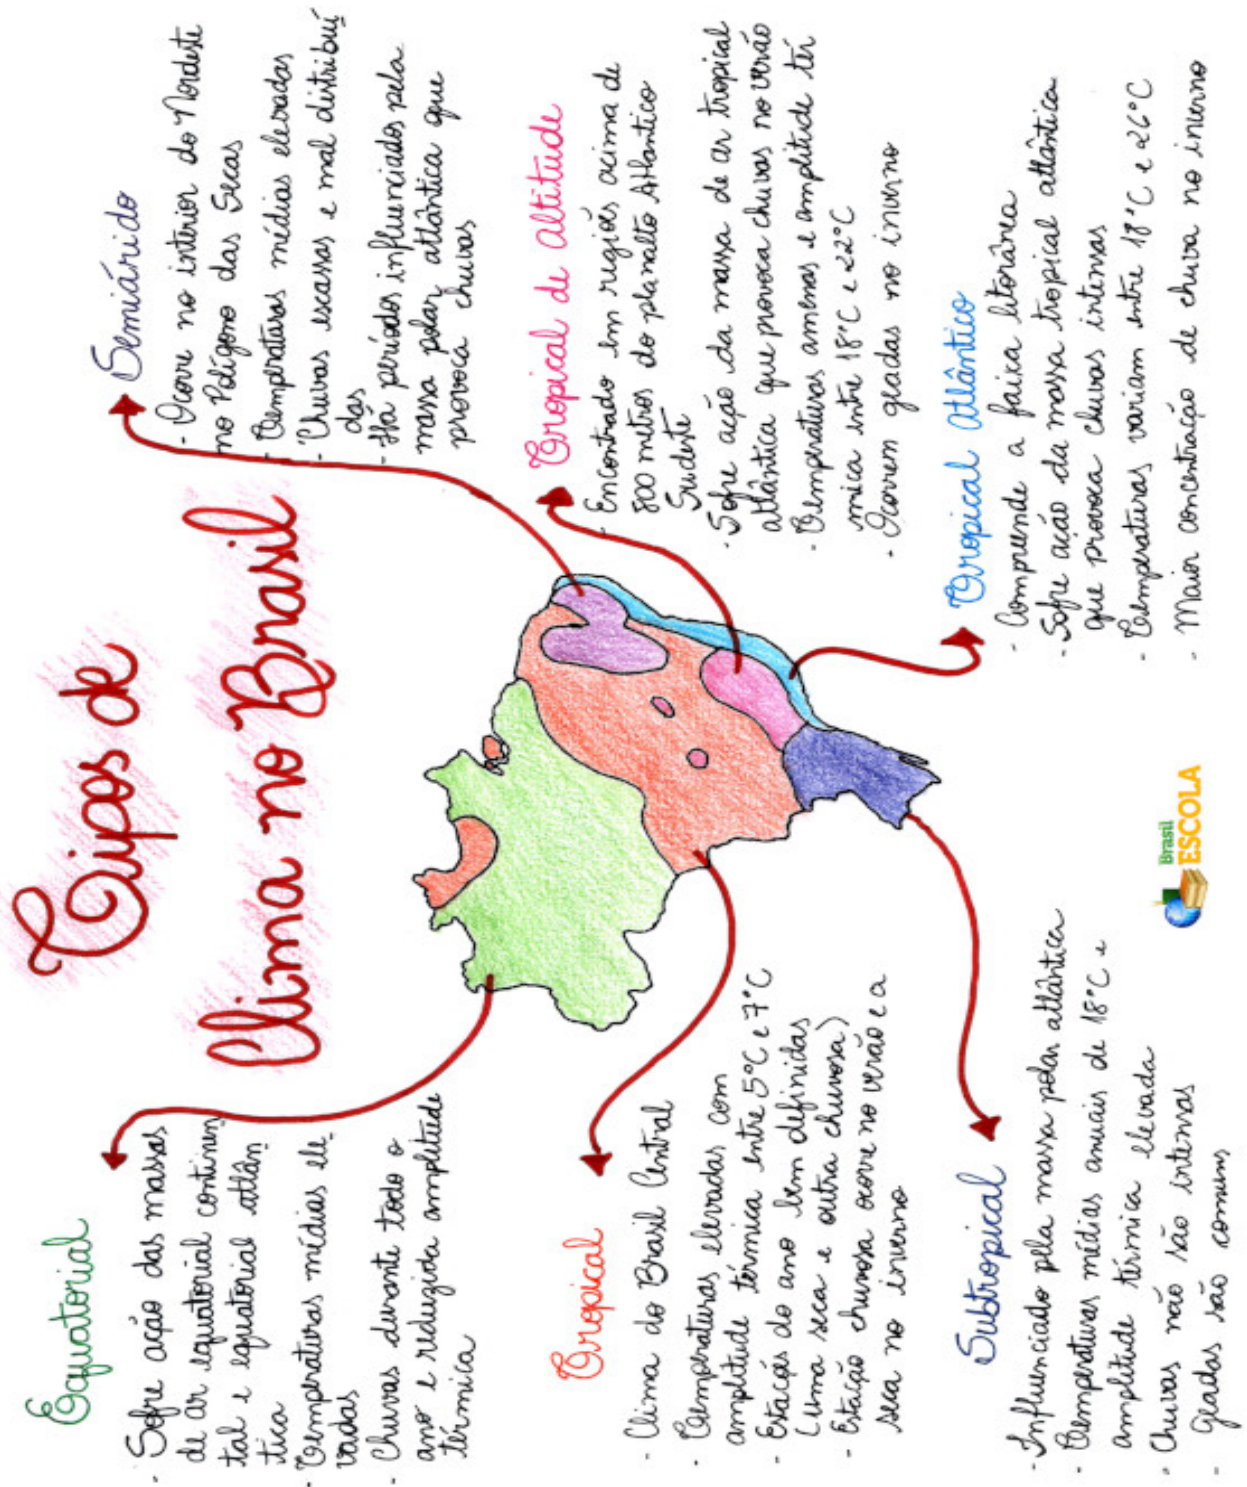 Tipos de
Clima no Brasil
Equatorial
- Sofre ação das massas
de ar equatorial continen
tal e equatorial atlân
tica
- Temperaturas médias ele
vadas
- Chuvas durante todo o
ano e reduzida amplitude
térmica
Tropical
- Clima do Brasil Central
- Temperaturas elevadas com
amplitude térmica entre 5°C e 7°C
- Estações do ano bem definidas
(uma seca e outra chuvosa)
- Estação chuvosa ocorre no verão e a
seca no inverno
Subtropical
- Influenciado pela massa polar atlântica
- Temperaturas médias anuais de 18°C e
amplitude térmica elevada
- Chuvas não são intensas
- Geadas são comuns
Semiárido
- Ocorre no interior do Nordeste
no Polígono das Secas
- Temperaturas médias elevadas
- Chuvas escassas e mal distribuí
das
- Há períodos influenciados pela
massa polar atlântica que
provoca chuvas
Tropical de Altitude
- Encontrado em regiões acima de
800 metros do planalto Atlântico
Sudeste
- Sofre ação da massa de ar tropical
atlântica que provoca chuvas no verão
- Temperaturas amenas e amplitude tér
mica entre 18°C e 22°C
- Ocorrem geadas no inverno
Tropical Atlântico
- Compreende a faixa litorânea
- Sofre ação da massa tropical atlântica
que provoca chuvas intensas
- Temperaturas variam entre 18°C e 26°C
- Maior concentração de chuva no inverno
Brasil
ESCOLA